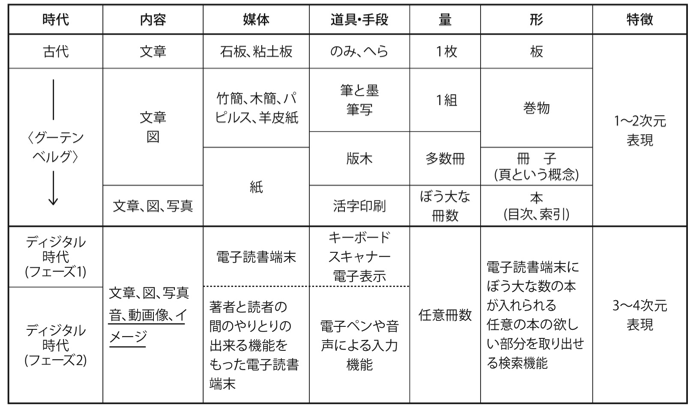 時代 内容 媒体 道具・手段 量 形 特徴
古代 文章 石板、粘土板 のみ、へら 1枚 板
〈グーテン
ベルグ〉
文章
図
竹簡、木簡、パ
ピルス、羊皮紙
筆と墨
筆写
1組
巻物
1〜2次元
表現
紙
版木
多数冊
冊 子
(頁という概念)
文章、図、写真
活字印刷
ぼう大な
冊数
本
(目次、索引)
ディジタル
時代
(フェーズ1)
電子読書端末
キーボード
スキャナー
電子表示
文章、図、写真
音、動画像、イ
メージ
任意冊数
電子読書端末に
ぼう大な数の本
が入れられる
任意の本の欲し
い部分を取り出せ
る検索機能
3〜4次元
表現
ディジタル
時代
(フェーズ2)
著者と読者の
間のやりとりの
出来る機能を
もった電子読書
端末
電子ペンや音
声による入力
機能